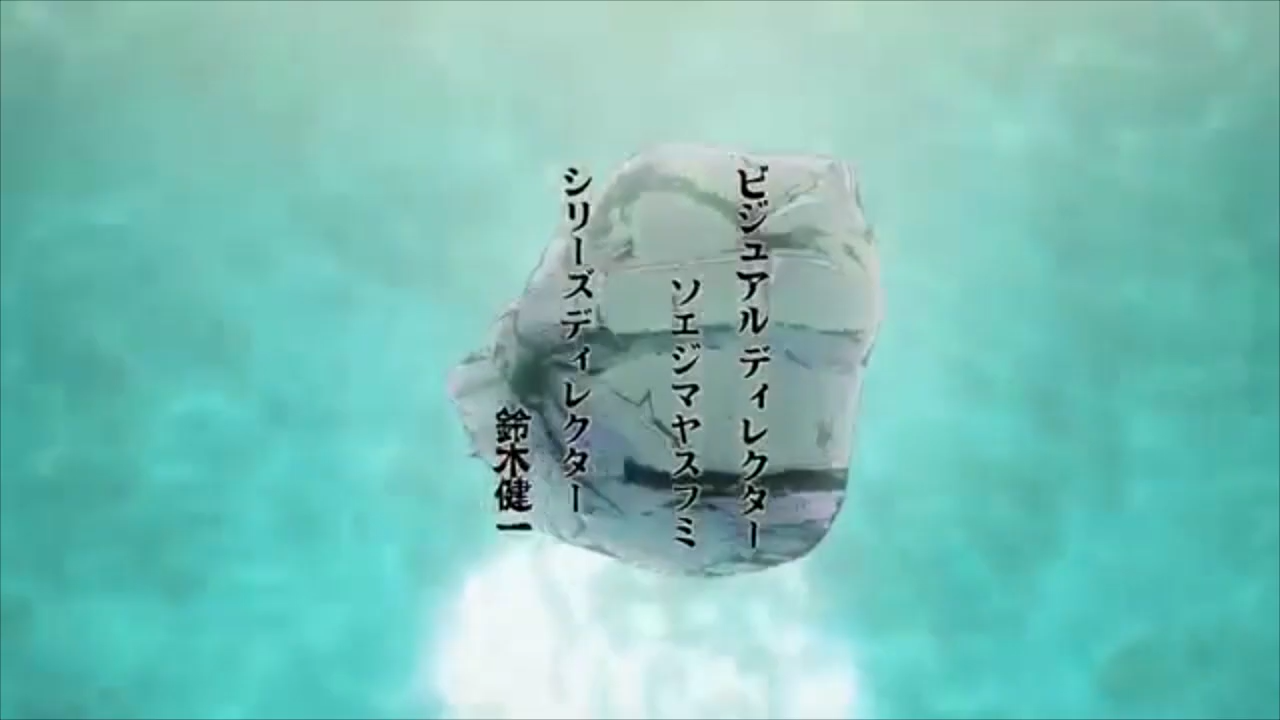 ビジュアルディレクター
ソエジマヤスフミ
シリーズディレクター
鈴木健一